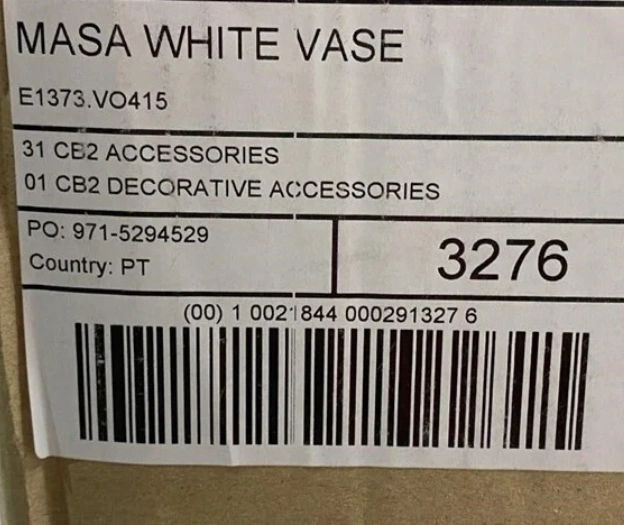 MASA WHITE VASE
E1373.VO415
31 CB2 ACCESSORIES
01 CB2 DECORATIVE ACCESSORIES
PO: 971-5294529
Country: PT
3276
(00) 1 0021844 000291327 6